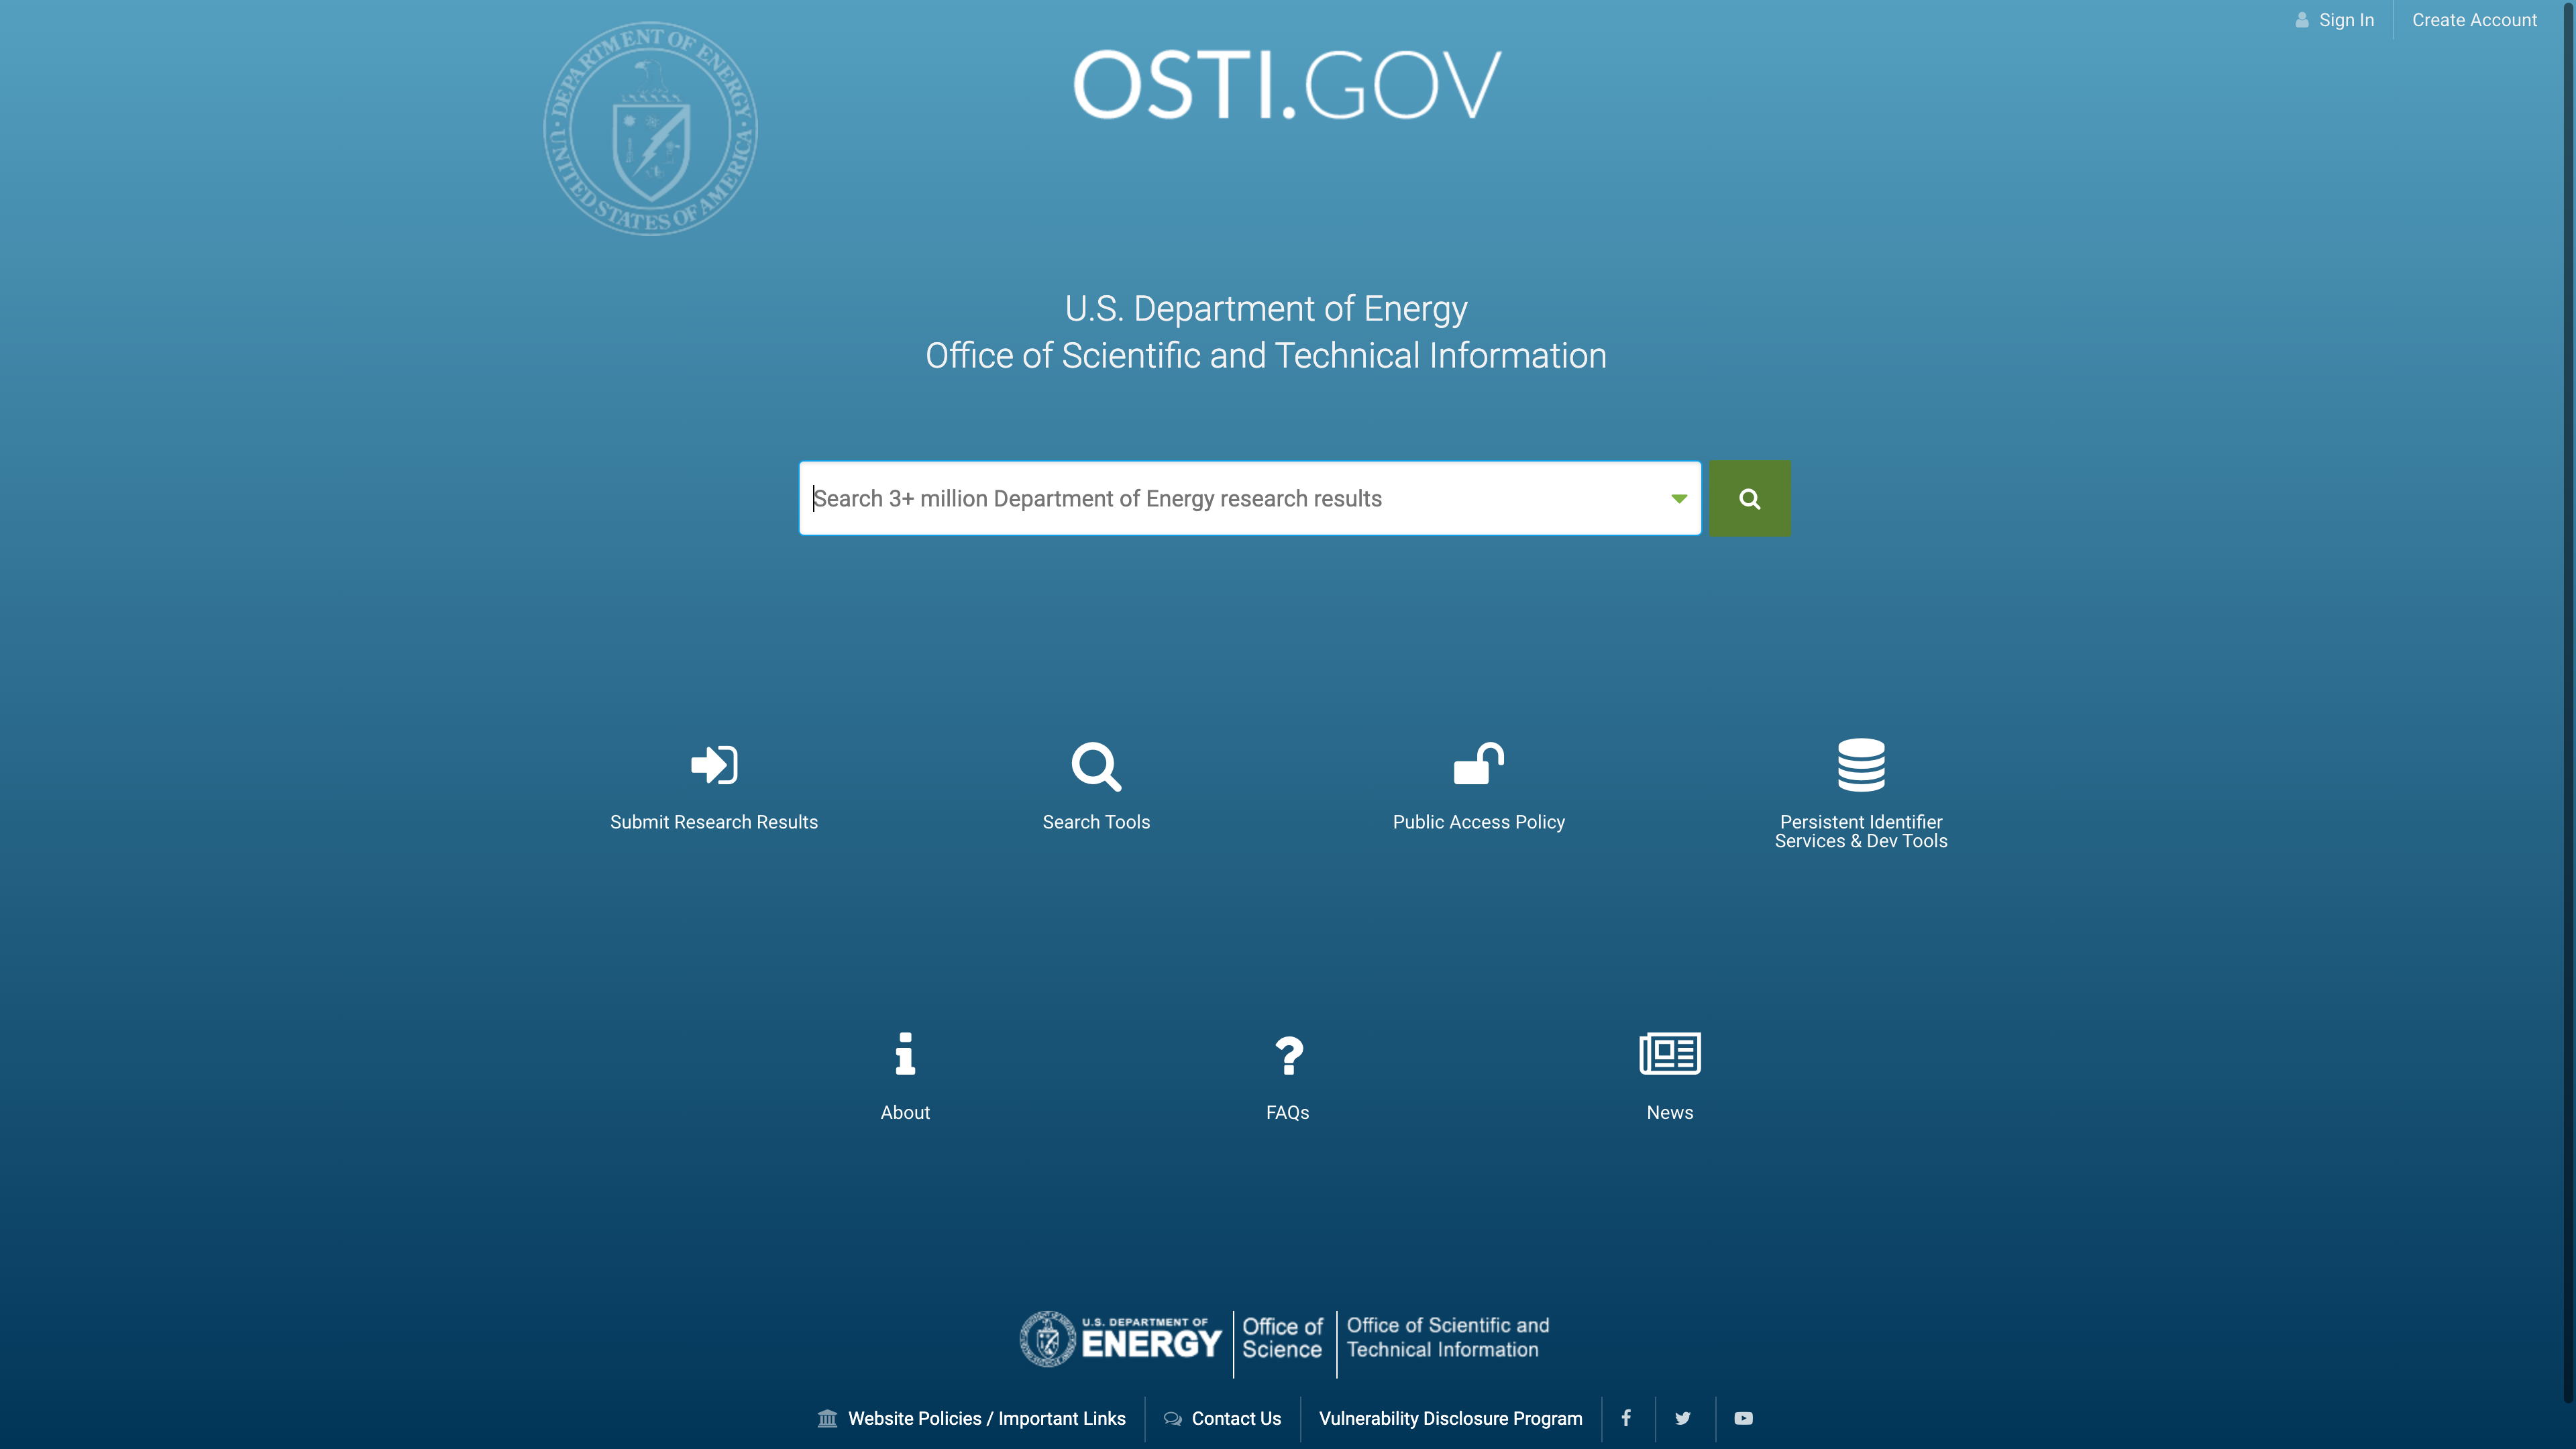 Sign In
Create Account
DEPARTMENT OF ENERGY
UNITED STATES OF AMERICA
OSTI.GOV
U.S. Department of Energy
Office of Scientific and Technical Information
Search 3+ million Department of Energy research results
Submit Research Results
Search Tools
Public Access Policy
Persistent Identifier
Services & Dev Tools
About
FAQs
News
U.S. DEPARTMENT OF
ENERGY
Office of
Science
Office of Scientific and
Technical Information
Website Policies / Important Links
Contact Us
Vulnerability Disclosure Program